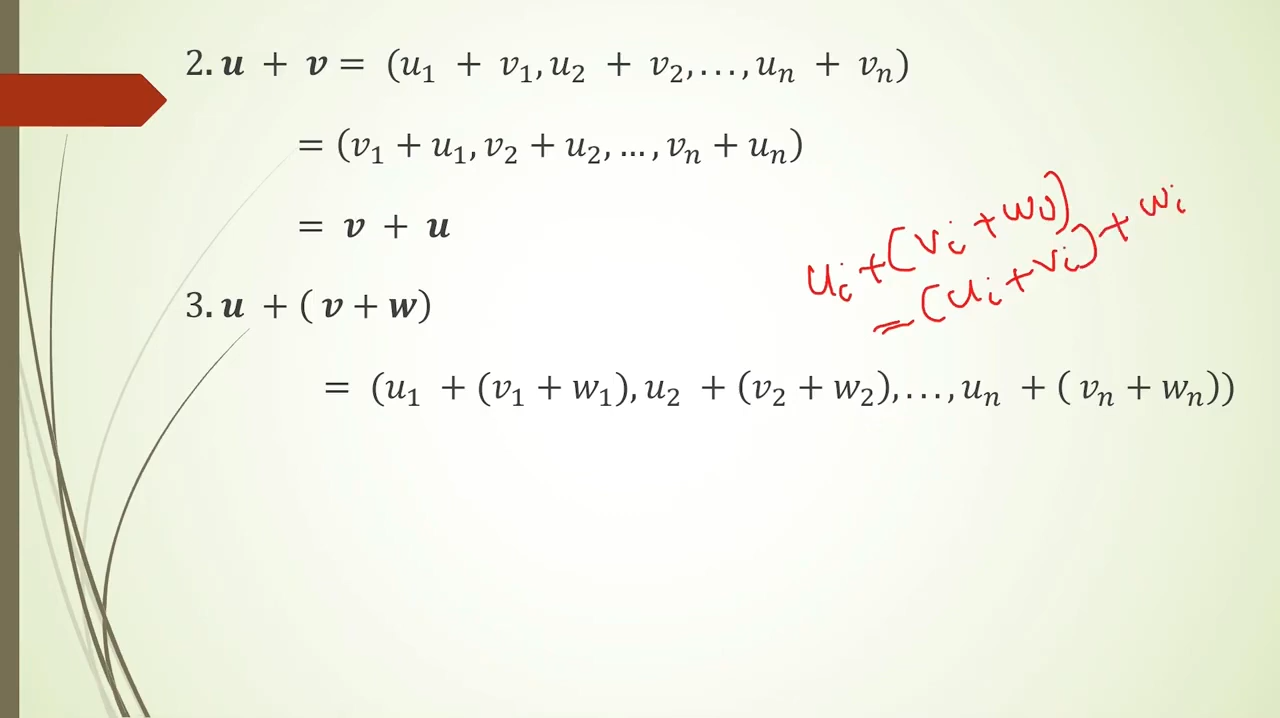 2. u + v = (u₁ + v₁, u₂ + v₂, . . . , uₙ + vₙ)
= (v₁ + u₁, v₂ + u₂, … , vₙ + uₙ)
= v + u
uᵢ + (vᵢ + wᵢ)
= (uᵢ + vᵢ) + wᵢ
3. u + ( v + w)
= (u₁ + (v₁ + w₁), u₂ + (v₂ + w₂), . . . , uₙ + ( vₙ + wₙ))